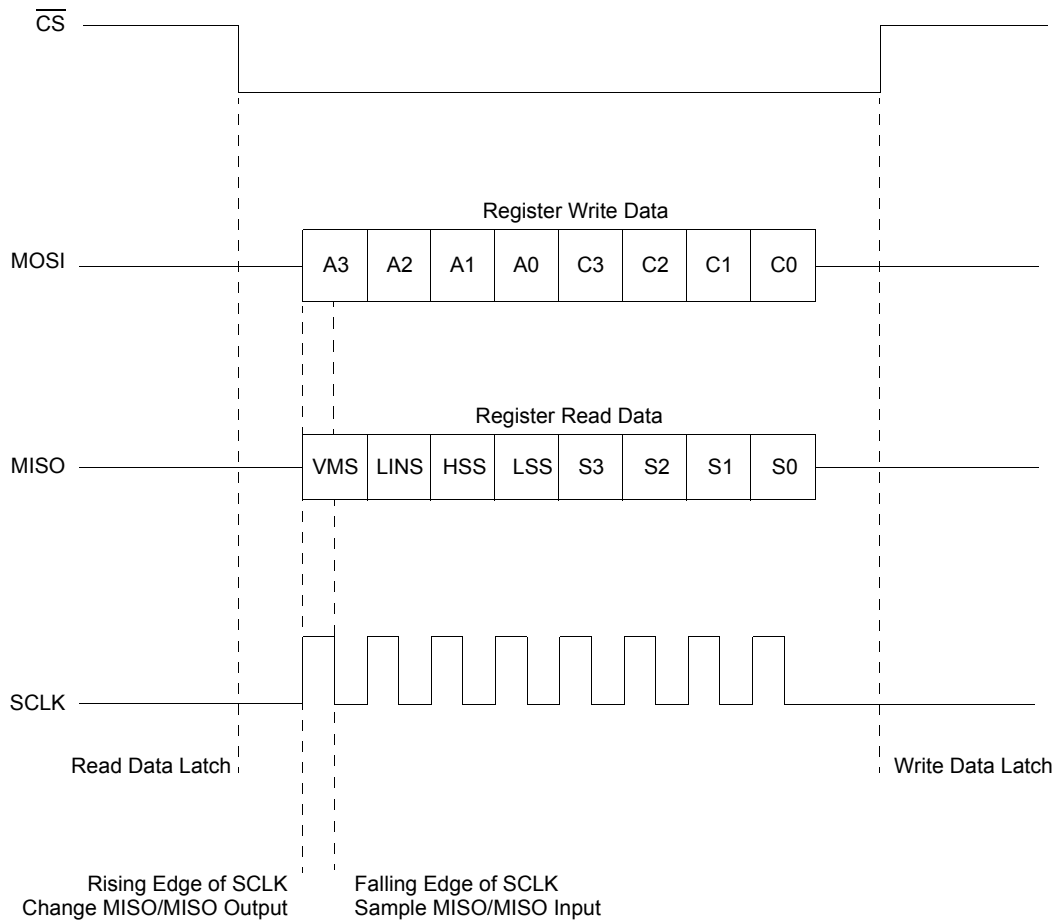 CS
Register Write Data
MOSI
A3 A2 A1 A0 C3 C2 C1 C0
Register Read Data
MISO
VMS LINS HSS LSS S3 S2 S1 S0
SCLK
Read Data Latch
Write Data Latch
Rising Edge of SCLK
Change MISO/MISO Output
Falling Edge of SCLK
Sample MISO/MISO Input